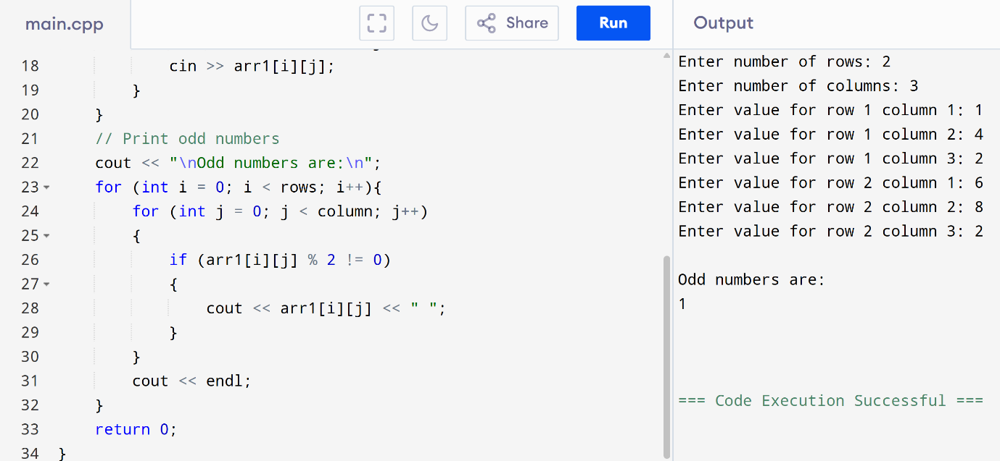 main.cpp
Share
Run
Output
18 cin >> arr1[i][j];
19 }
20 }
21 // Print odd numbers
22 cout << "\nOdd numbers are:\n";
23 for (int i = 0; i < rows; i++){
24 for (int j = 0; j < column; j++)
25 {
26 if (arr1[i][j] % 2 != 0)
27 {
28 cout << arr1[i][j] << " ";
29 }
30 }
31 cout << endl;
32 }
33 return 0;
34 }
Enter number of rows: 2
Enter number of columns: 3
Enter value for row 1 column 1: 1
Enter value for row 1 column 2: 4
Enter value for row 1 column 3: 2
Enter value for row 2 column 1: 6
Enter value for row 2 column 2: 8
Enter value for row 2 column 3: 2
Odd numbers are:
1
=== Code Execution Successful ===